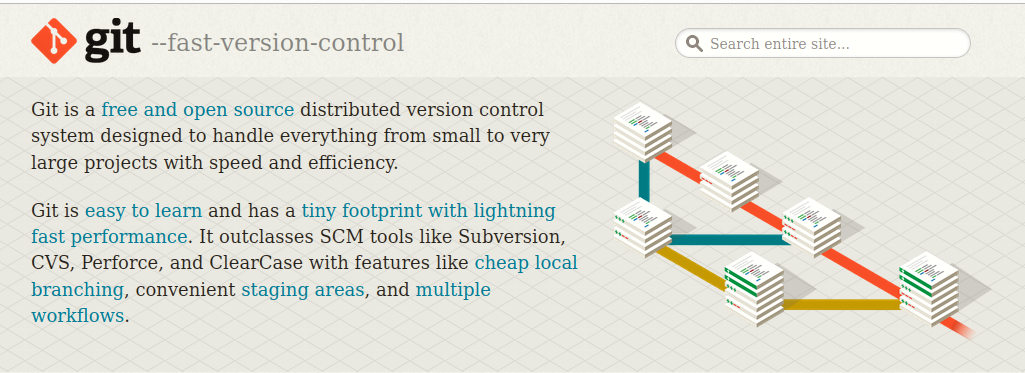 git --fast-version-control
Search entire site...
Git is a free and open source distributed version control
system designed to handle everything from small to very
large projects with speed and efficiency.
Git is easy to learn and has a tiny footprint with lightning
fast performance. It outclasses SCM tools like Subversion,
CVS, Perforce, and ClearCase with features like cheap local
branching, convenient staging areas, and multiple
workflows.